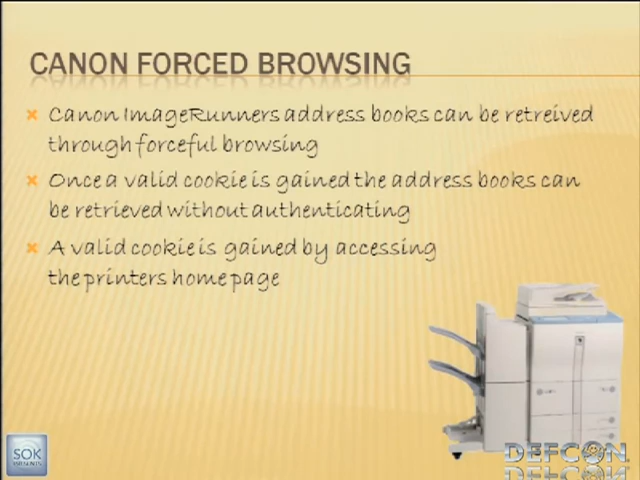 CANON FORCED BROWSING
Canon ImageRunners address books can be retreived
through forceful browsing
Once a valid cookie is gained the address books can
be retrieved without authenticating
A valid cookie is gained by accessing
the printers home page
SOK
DEFCON